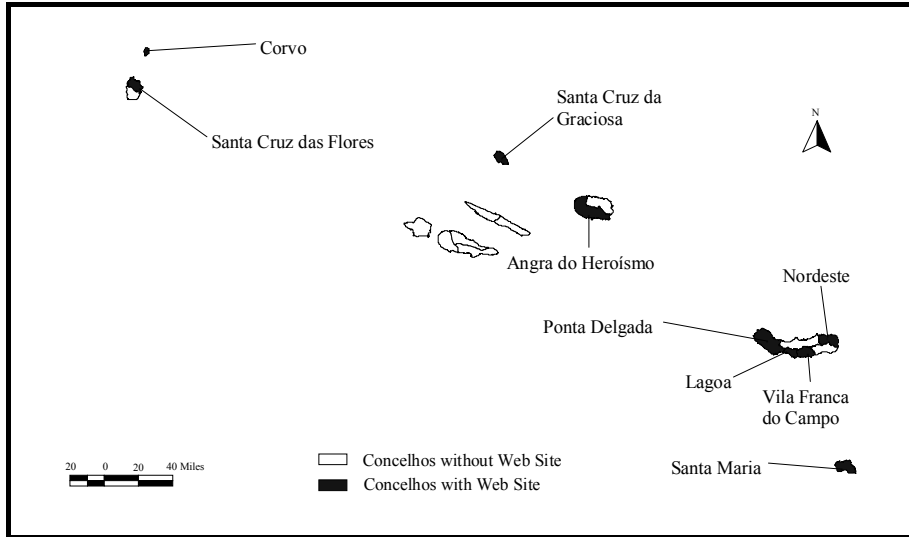 Corvo
Santa Cruz das Flores
Santa Cruz da
Graciosa
N
Angra do Heroísmo
Nordeste
Ponta Delgada
Lagoa
Vila Franca
do Campo
Santa Maria
20 0 20 40 Miles
Concelhos without Web Site
Concelhos with Web Site